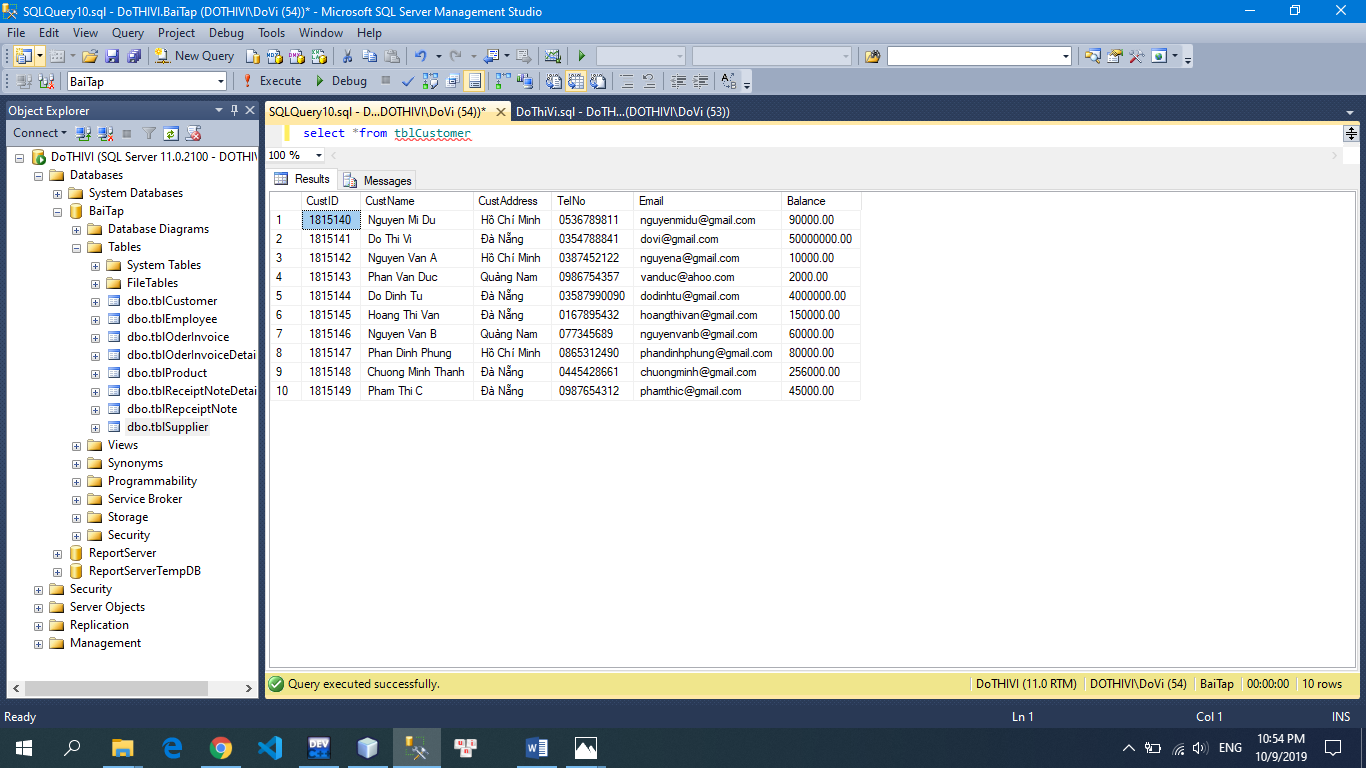 SQLQuery10.sql - DoTHIVI.BaiTap (DOTHIVI\DoVi (54))* - Microsoft SQL Server Management Studio
File Edit View Query Project Debug Tools Window Help
New Query
BaiTap Execute Debug
Object Explorer
Connect
DoTHIVI (SQL Server 11.0.2100 - DOTHIV
Databases
System Databases
BaiTap
Database Diagrams
Tables
System Tables
FileTables
dbo.tblCustomer
dbo.tblEmployee
dbo.tblOderInvoice
dbo.tblOderInvoiceDetai
dbo.tblProduct
dbo.tblReceiptNoteDetai
dbo.tblRepceiptNote
dbo.tblSupplier
Views
Synonyms
Programmability
Service Broker
Storage
Security
ReportServer
ReportServerTempDB
Security
Server Objects
Replication
Management
SQLQuery10.sql - D...DOTHIVI\DoVi (54))* DoThiVi.sql - DoTH...(DOTHIVI\DoVi (53))
select *from tblCustomer
100 %
Results Messages
CustID CustName CustAddress TelNo Email Balance
1 1815140 Nguyen Mi Du Hồ Chí Minh 0536789811 nguyenmidu@gmail.com 90000.00
2 1815141 Do Thi Vi Đà Nẵng 0354788841 dovi@gmail.com 50000000.00
3 1815142 Nguyen Van A Hồ Chí Minh 0387452122 nguyena@gmail.com 10000.00
4 1815143 Phan Van Duc Quảng Nam 0986754357 vanduc@ahoo.com 2000.00
5 1815144 Do Dinh Tu Đà Nẵng 03587990090 dodinhtu@gmail.com 4000000.00
6 1815145 Hoang Thi Van Đà Nẵng 0167895432 hoangthivan@gmail.com 150000.00
7 1815146 Nguyen Van B Quảng Nam 077345689 nguyenvanb@gmail.com 60000.00
8 1815147 Phan Dinh Phung Hồ Chí Minh 0865312490 phandinhphung@gmail.com 80000.00
9 1815148 Chuong Minh Thanh Đà Nẵng 0445428661 chuongminh@gmail.com 256000.00
10 1815149 Pham Thi C Đà Nẵng 0987654312 phamthic@gmail.com 45000.00
Query executed successfully. DoTHIVI (11.0 RTM) DOTHIVI\DoVi (54) BaiTap 00:00:00 10 rows
Ready Ln 1 Col 1 INS
DEV
ENG
10:54 PM
10/9/2019